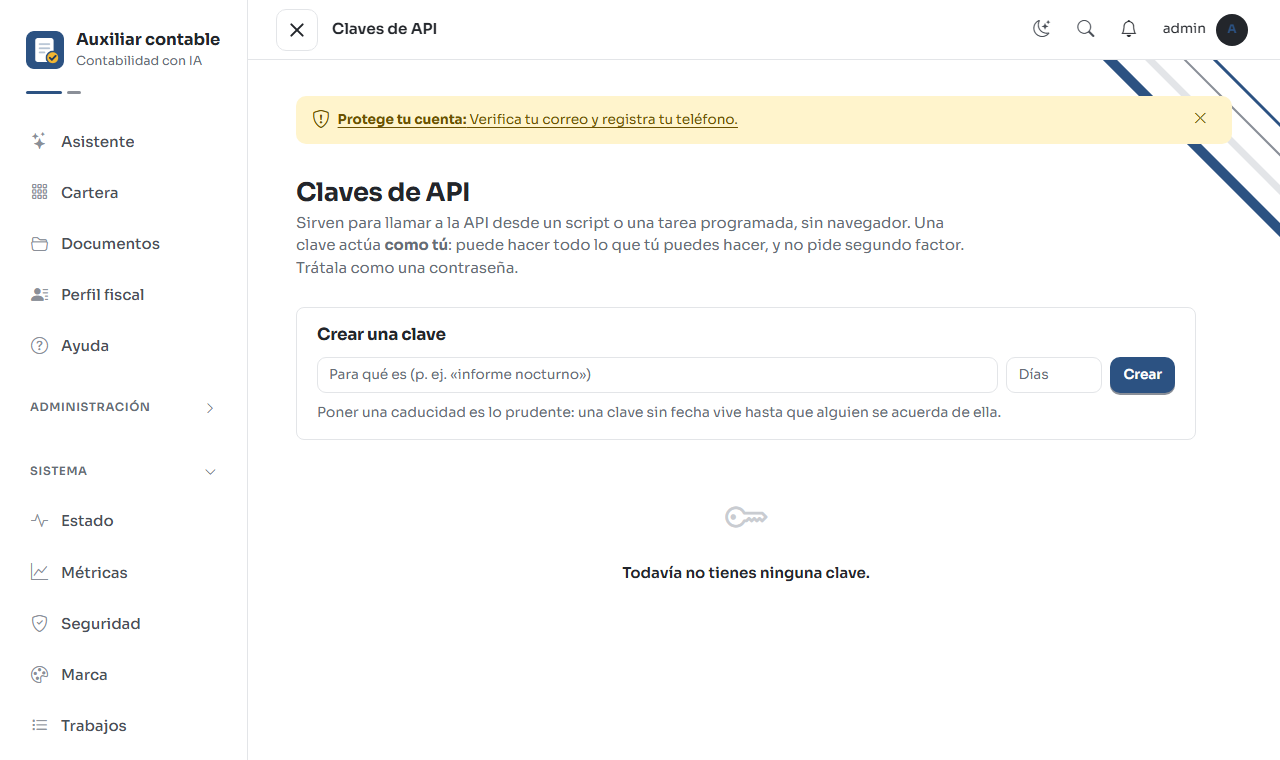 Auxiliar contable
Contabilidad con IA
Asistente
Cartera
Documentos
Perfil fiscal
Ayuda
ADMINISTRACIÓN
SISTEMA
Estado
Métricas
Seguridad
Marca
Trabajos
Claves de API
admin
A
Protege tu cuenta: Verifica tu correo y registra tu teléfono.
Claves de API
Sirven para llamar a la API desde un script o una tarea programada, sin navegador. Una
clave actúa como tú: puede hacer todo lo que tú puedes hacer, y no pide segundo factor.
Trátala como una contraseña.
Crear una clave
Para qué es (p. ej. «informe nocturno»)
Días
Crear
Poner una caducidad es lo prudente: una clave sin fecha vive hasta que alguien se acuerda de ella.
Todavía no tienes ninguna clave.